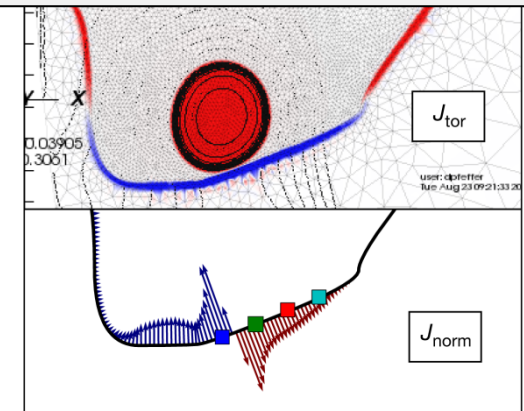 X
J_tor
0.03905
0.3051
user: dpfeffer
Tue Aug 23 09:21:33 20
J_norm